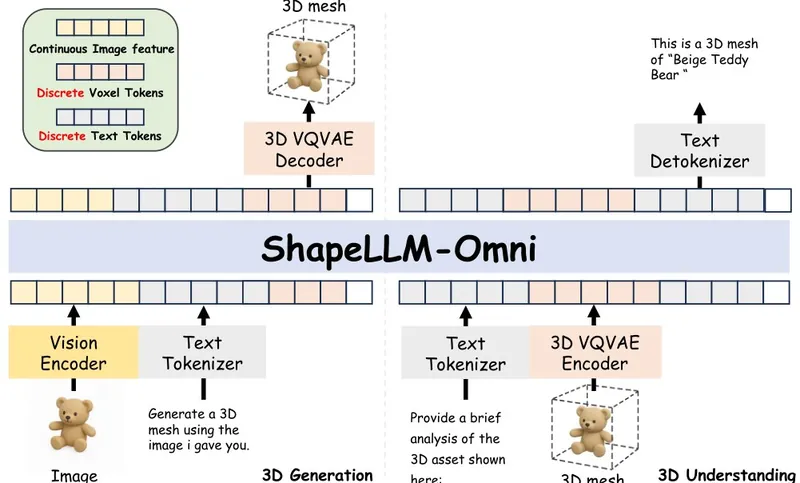 Continuous Image feature
Discrete Voxel Tokens
Discrete Text Tokens
3D mesh
3D VQVAE
Decoder
This is a 3D mesh
of “Beige Teddy
Bear “
Text
Detokenizer
ShapeLLM-Omni
Vision
Encoder
Text
Tokenizer
Image
Generate a 3D
mesh using the
image i gave you.
3D Generation
Text
Tokenizer
3D VQVAE
Encoder
Provide a brief
analysis of the
3D asset shown
here:
3D mesh
3D Understanding